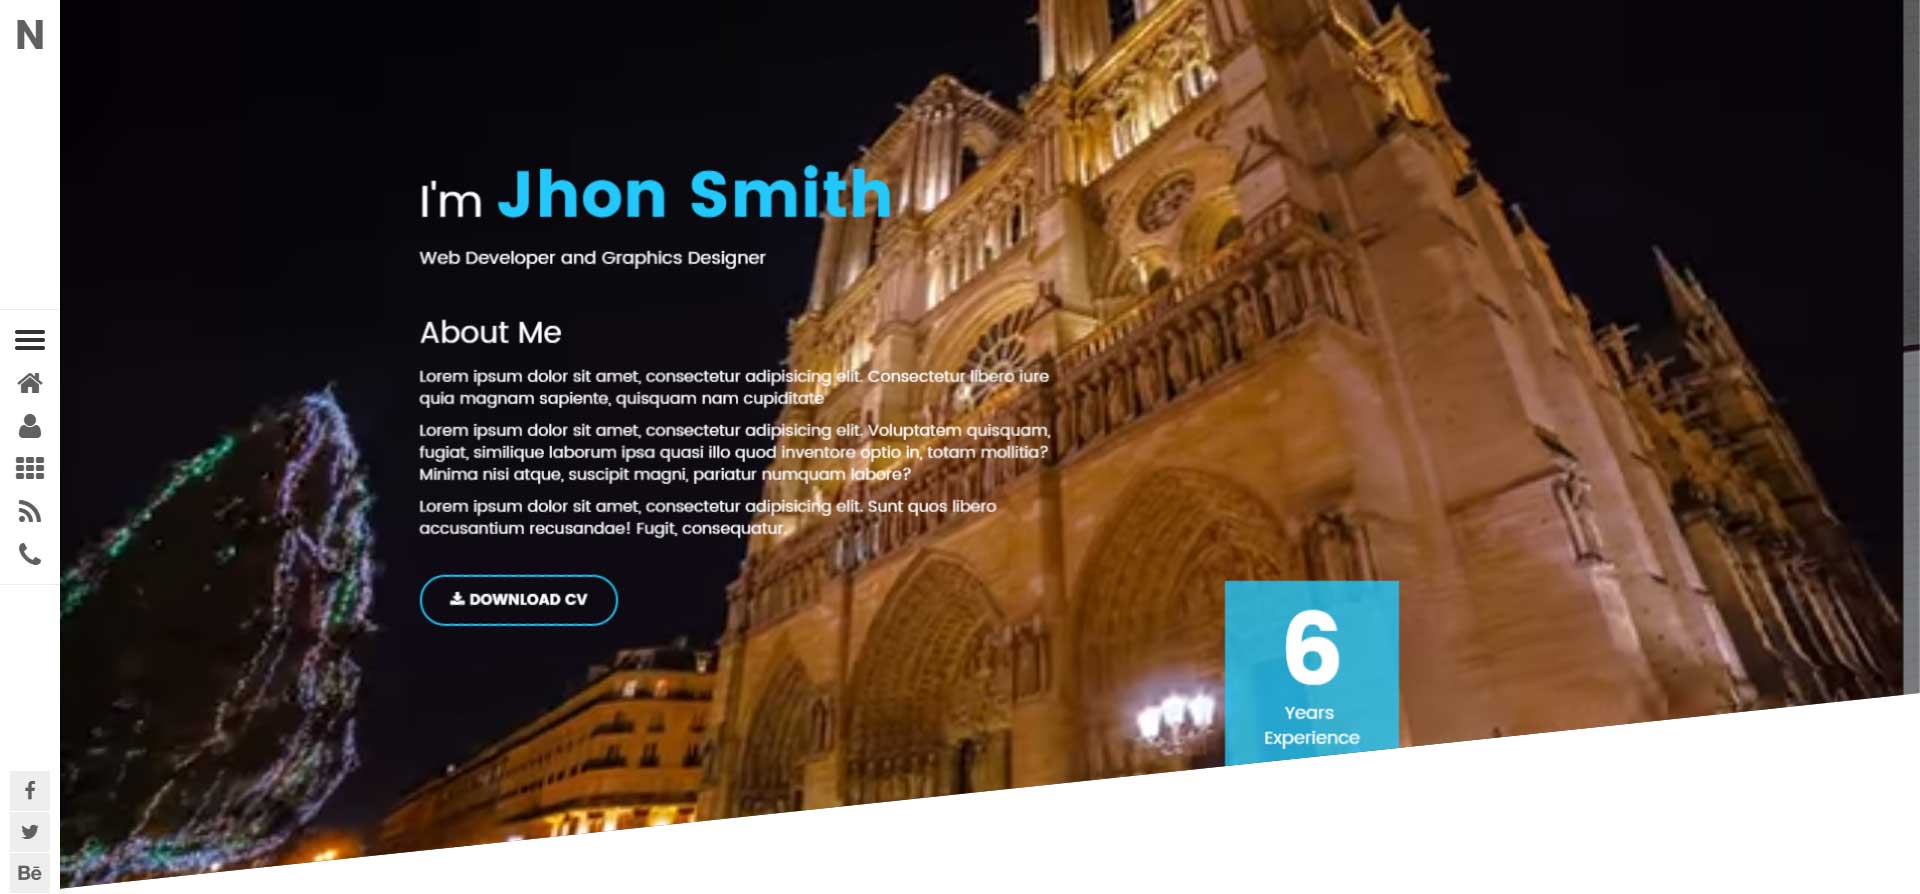 N
I'm Jhon Smith
Web Developer and Graphics Designer
About Me
Lorem ipsum dolor sit amet, consectetur adipisicing elit. Consectetur libero iure
quia magnam sapiente, quisquam nam cupiditate
Lorem ipsum dolor sit amet, consectetur adipisicing elit. Voluptatem quisquam,
fugiat, similique laborum ipsa quasi illo quod inventore optio in, totam mollitia?
Minima nisi atque, suscipit magni, pariatur numquam labore?
Lorem ipsum dolor sit amet, consectetur adipisicing elit. Sunt quos libero
accusantium recusandae! Fugit, consequatur.
DOWNLOAD CV
6
Years
Experience
Bē